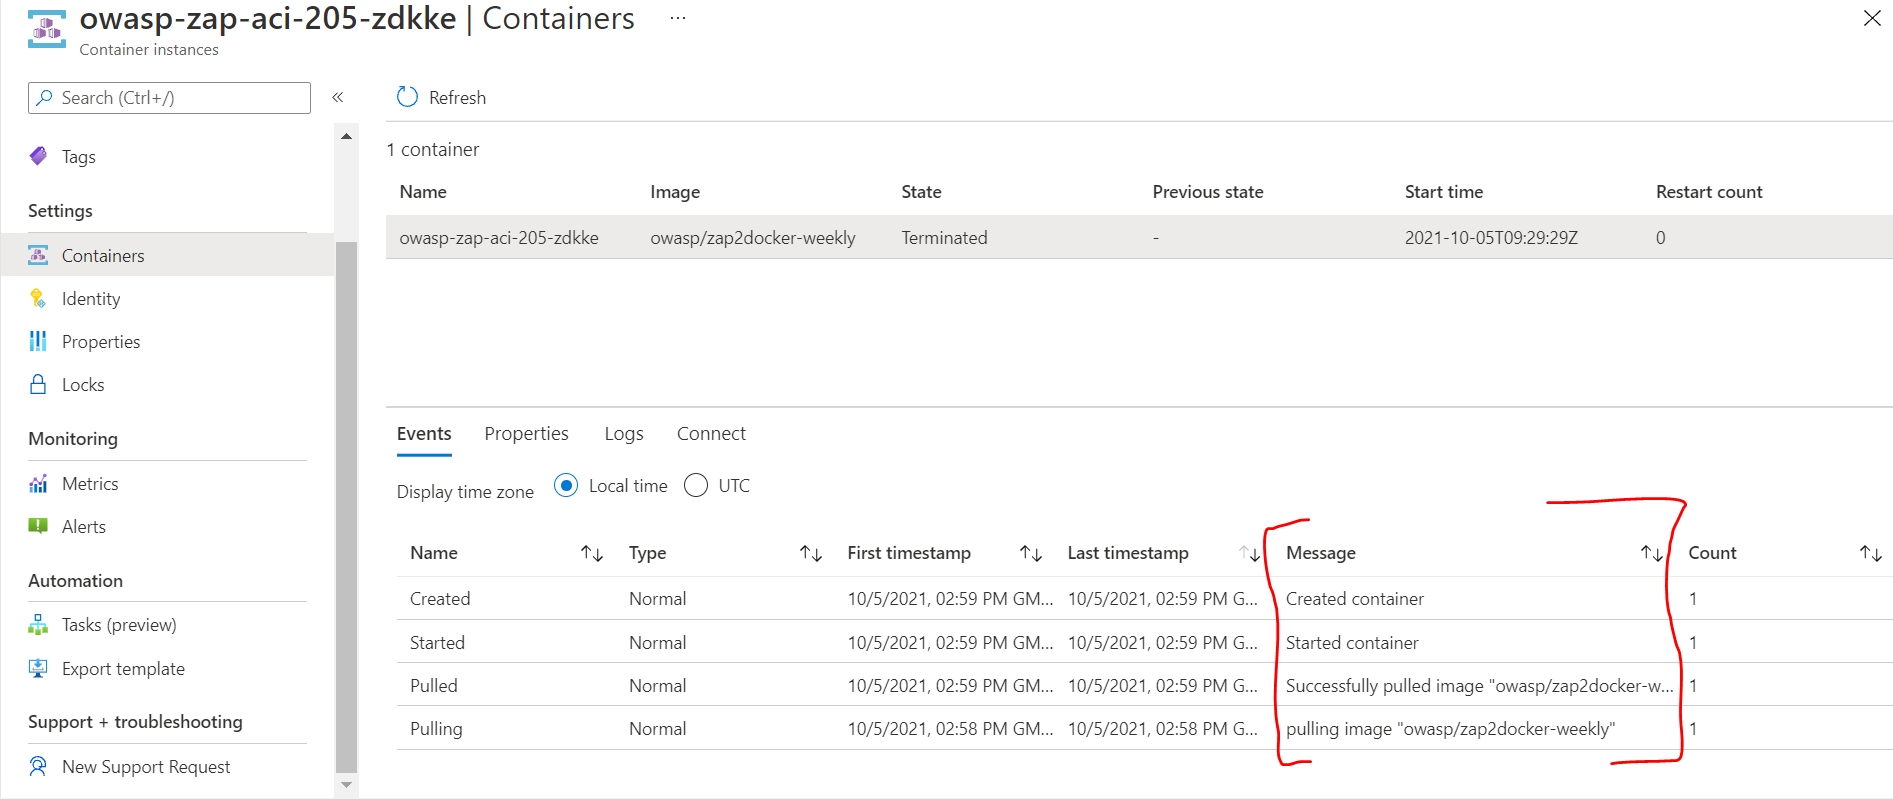 owasp-zap-aci-205-zdkke | Containers ...
Container instances
Search (Ctrl+/)
«
Tags
Settings
Containers
Identity
Properties
Locks
Monitoring
Metrics
Alerts
Automation
Tasks (preview)
Export template
Support + troubleshooting
New Support Request
Refresh
1 container
Name Image State Previous state Start time Restart count
owasp-zap-aci-205-zdkke owasp/zap2docker-weekly Terminated - 2021-10-05T09:29:29Z 0
Events Properties Logs Connect
Display time zone Local time UTC
Name Type First timestamp Last timestamp Message Count
Created Normal 10/5/2021, 02:59 PM GM... 10/5/2021, 02:59 PM G... Created container 1
Started Normal 10/5/2021, 02:59 PM GM... 10/5/2021, 02:59 PM G... Started container 1
Pulled Normal 10/5/2021, 02:59 PM GM... 10/5/2021, 02:59 PM G... Successfully pulled image "owasp/zap2docker-w... 1
Pulling Normal 10/5/2021, 02:58 PM GM... 10/5/2021, 02:58 PM G... pulling image "owasp/zap2docker-weekly" 1